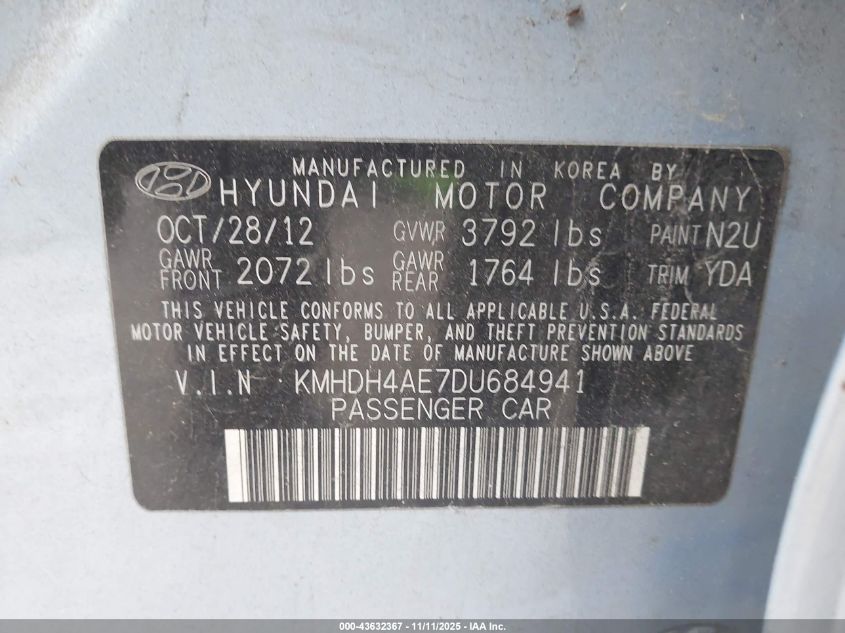 MANUFACTURED IN KOREA BY
HYUNDAI MOTOR COMPANY
OCT/28/12 GVWR 3792 lbs PAINT N2U
GAWR FRONT 2072 lbs GAWR REAR 1764 lbs TRIM YDA
THIS VEHICLE CONFORMS TO ALL APPLICABLE U.S.A. FEDERAL
MOTOR VEHICLE SAFETY, BUMPER, AND THEFT PREVENTION STANDARDS
IN EFFECT ON THE DATE OF MANUFACTURE SHOWN ABOVE
V.I.N KMHDH4AE7DU684941
PASSENGER CAR
000-43632367 - 11/11/2025 - IAA Inc.